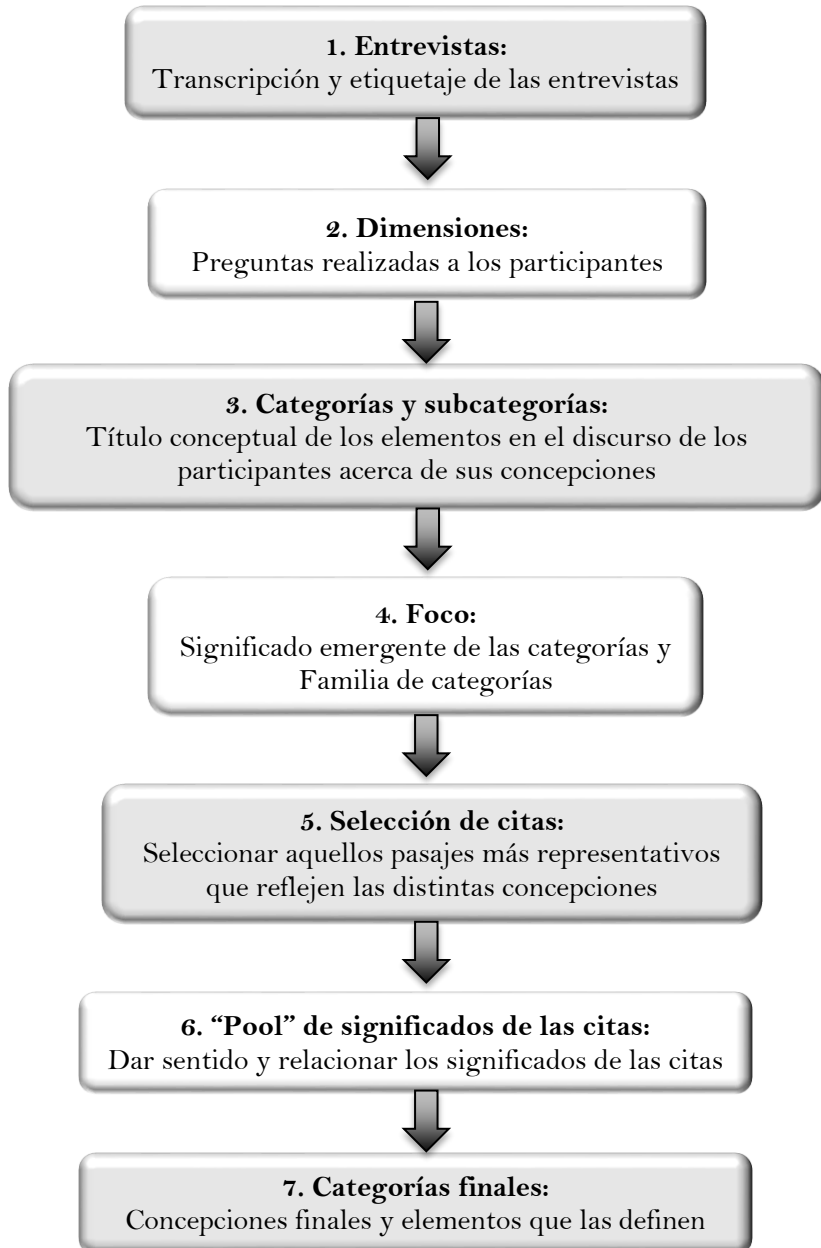 1. Entrevistas:
Transcripción y etiquetaje de las entrevistas
2. Dimensiones:
Preguntas realizadas a los participantes
3. Categorías y subcategorías:
Título conceptual de los elementos en el discurso de los
participantes acerca de sus concepciones
4. Foco:
Significado emergente de las categorías y
Familia de categorías
5. Selección de citas:
Seleccionar aquellos pasajes más representativos
que reflejen las distintas concepciones
6. “Pool” de significados de las citas:
Dar sentido y relacionar los significados de las citas
7. Categorías finales:
Concepciones finales y elementos que las definen